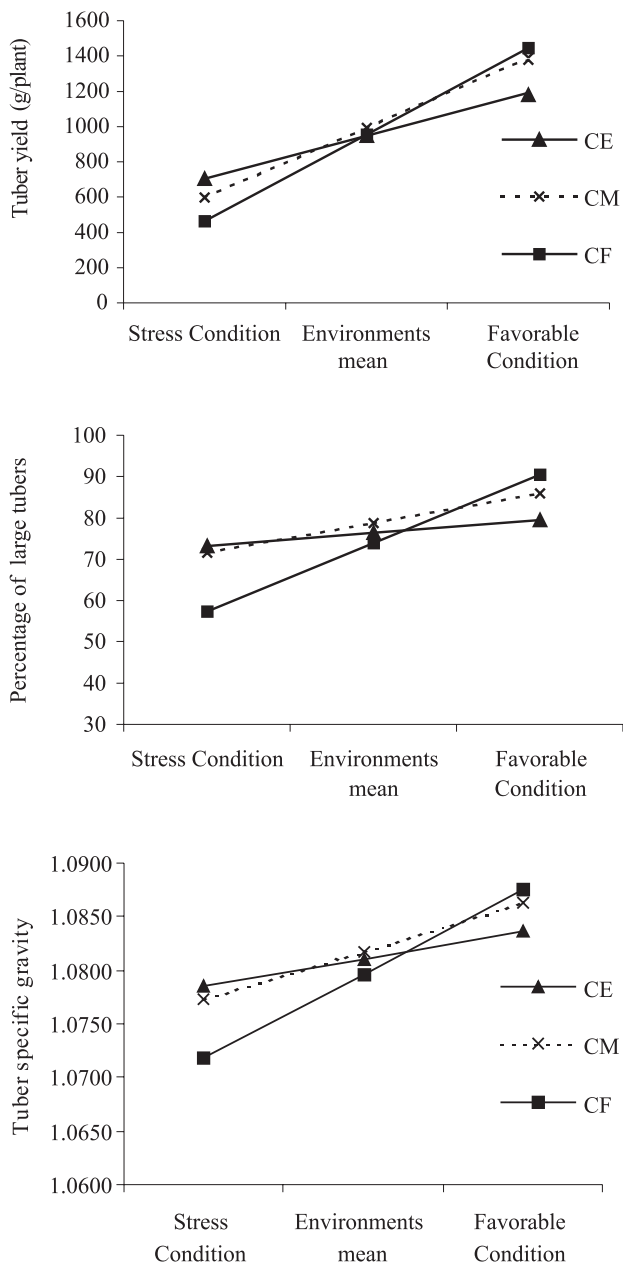 Tuber yield (g/plant)
1600
1400
1200
1000
800
600
400
200
0
CE
CM
CF
Stress Condition
Environments
mean
Favorable
Condition
Percentage of large tubers
100
90
80
70
60
50
40
30
Stress Condition
Environments
mean
Favorable
Condition
Tuber specific gravity
1.0900
1.0850
1.0800
1.0750
1.0700
1.0650
1.0600
CE
CM
CF
Stress
Condition
Environments
mean
Favorable
Condition